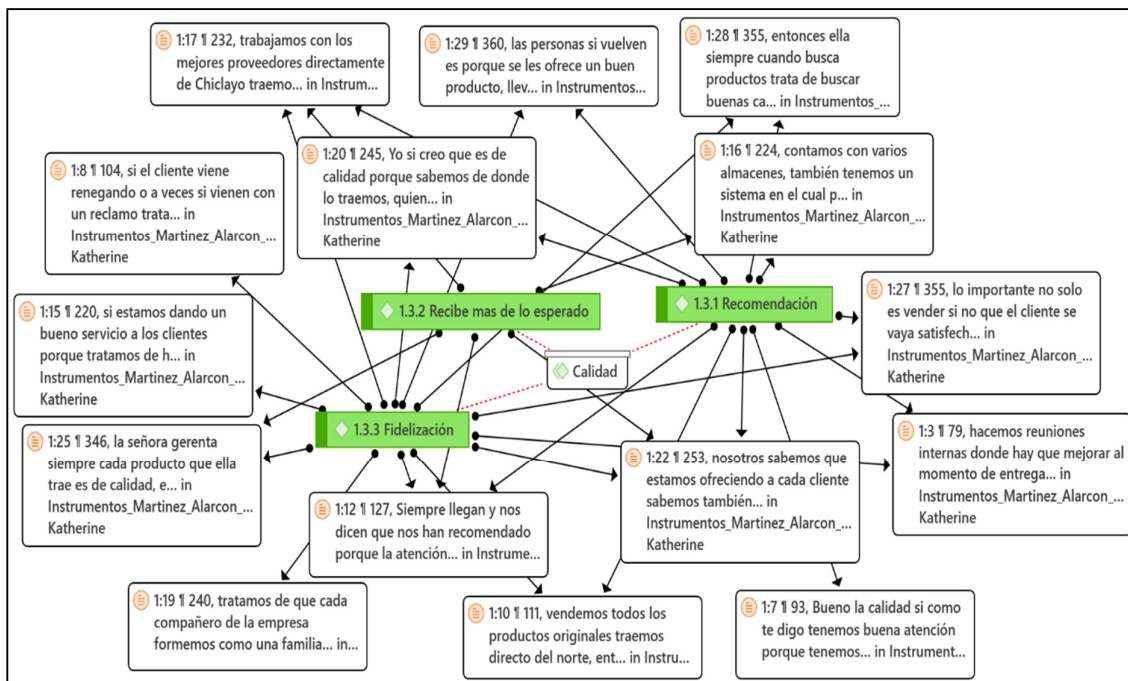 1:17 ¶ 232, trabajamos con los
mejores proveedores directamente
de Chiclayo traemo... in Instrum...
1:29 ¶ 360, las personas si vuelven
es porque se les ofrece un buen
producto, llev... in Instrumentos...
1:28 ¶ 355, entonces ella
siempre cuando busca
productos trata de buscar
buenas ca... in Instrumentos_...
1:8 ¶ 104, si el cliente viene
renegando o a veces si vienen con
un reclamo trata... in
Instrumentos_Martinez_Alarcon_...
Katherine
1:20 ¶ 245, Yo si creo que es de
calidad porque sabemos de donde
lo traemos, quien... in
Instrumentos_Martinez_Alarcon_...
Katherine
1:16 ¶ 224, contamos con varios
almacenes, también tenemos un
sistema en el cual p... in
Instrumentos_Martinez_Alarcon_...
Katherine
1.3.2 Recibe mas de lo esperado
1.3.1 Recomendación
1:27 ¶ 355, lo importante no solo
es vender si no que el cliente se
vaya satisfech... in
Instrumentos_Martinez_Alarcon_...
Katherine
1:15 ¶ 220, si estamos dando un
bueno servicio a los clientes
porque tratamos de h... in
Instrumentos_Martinez_Alarcon_...
Katherine
Calidad
1.3.3 Fidelización
1:25 ¶ 346, la señora gerenta
siempre cada producto que ella
trae es de calidad, e... in
Instrumentos_Martinez_Alarcon_...
Katherine
1:3 ¶ 79, hacemos reuniones
internas donde hay que mejorar al
momento de entrega... in
Instrumentos_Martinez_Alarcon_...
Katherine
1:22 ¶ 253, nosotros sabemos que
estamos ofreciendo a cada cliente
sabemos también... in
Instrumentos_Martinez_Alarcon_...
Katherine
1:12 ¶ 127, Siempre llegan y nos
dicen que nos han recomendado
porque la atención... in Instrume...
1:19 ¶ 240, tratamos de que cada
compañero de la empresa
formemos como una familia... in...
1:10 ¶ 111, vendemos todos los
productos originales traemos
directo del norte, ent... in Instru...
1:7 ¶ 93, Bueno la calidad si como
te digo tenemos buena atención
porque tenemos... in Instrument...